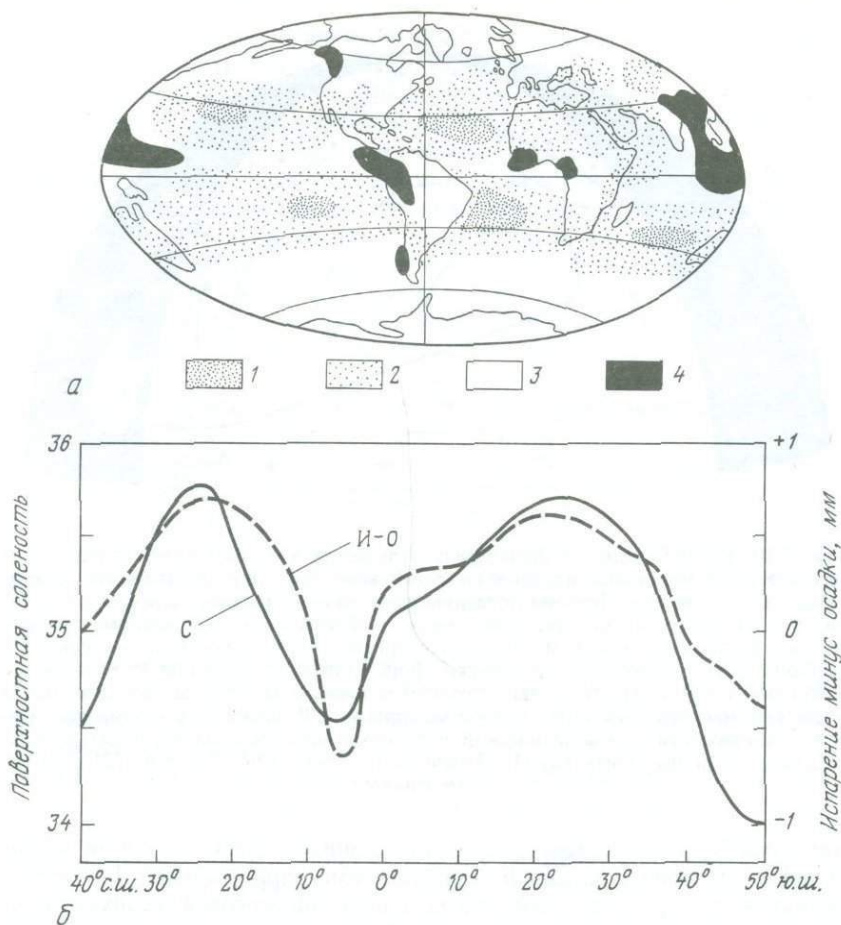 а
1
2
3
4
36
35
34
Поверхностная соленость
+1
0
-1
Испарение минус осадки, мм
И-О
С
40° с.ш. 30° 20° 10° 0° 10° 20° 30° 40° 50° ю.ш.
б